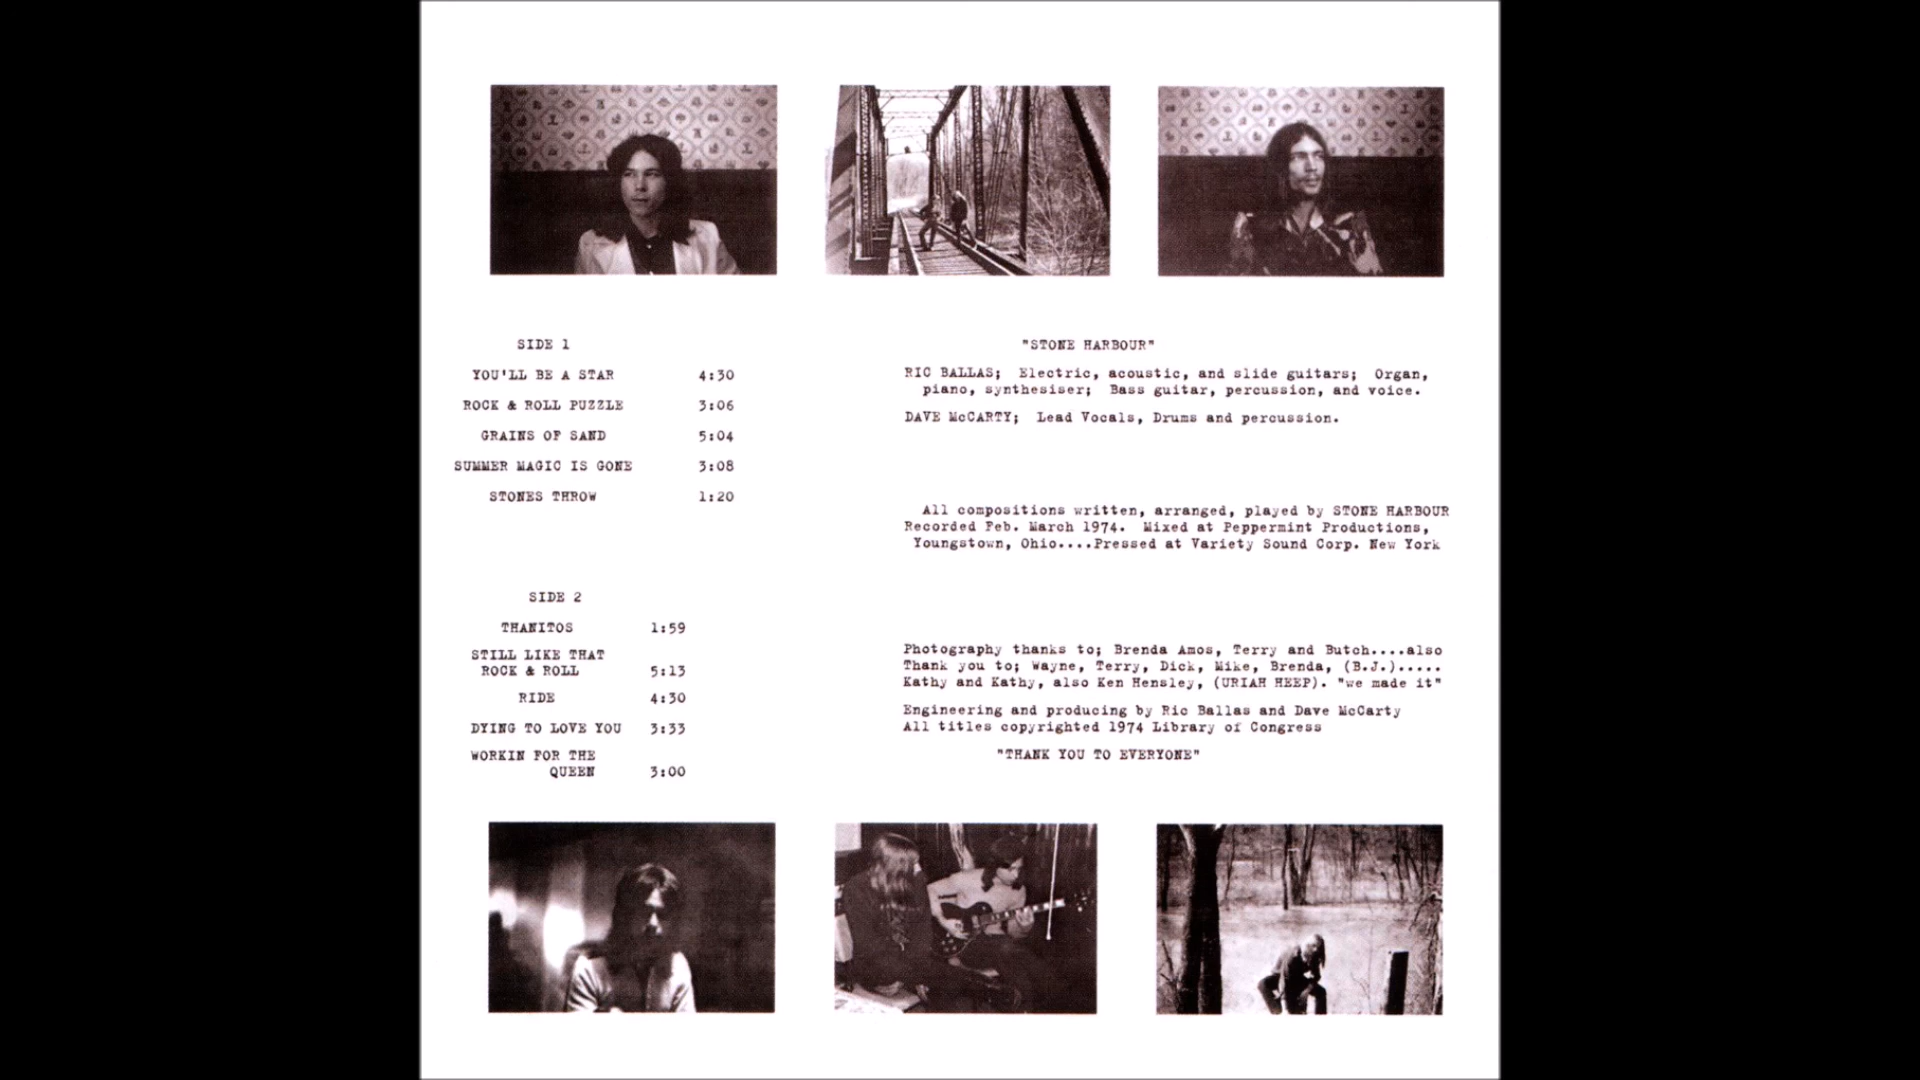 SIDE 1
YOU'LL BE A STAR 4:30
ROCK & ROLL PUZZLE 3:06
GRAINS OF SAND 5:04
SUMMER MAGIC IS GONE 3:08
STONES THROW 1:20
SIDE 2
THANITOS 1:59
STILL LIKE THAT
ROCK & ROLL 5:13
RIDE 4:30
DYING TO LOVE YOU 3:33
WORKIN FOR THE
QUEEN 3:00
"STONE HARBOUR"
RIC BALLAS; Electric, acoustic, and slide guitars; Organ,
piano, synthesiser; Bass guitar, percussion, and voice.
DAVE McCARTY; Lead Vocals, Drums and percussion.
All compositions written, arranged, played by STONE HARBOUR
Recorded Feb. March 1974. Mixed at Peppermint Productions,
Youngstown, Ohio....Pressed at Variety Sound Corp. New York
Photography thanks to; Brenda Amos, Terry and Butch....also
Thank you to; Wayne, Terry, Dick, Mike, Brenda, (B.J.).....
Kathy and Kathy, also Ken Hensley, (URIAH HEEP). "we made it"
Engineering and producing by Ric Ballas and Dave McCarty
All titles copyrighted 1974 Library of Congress
"THANK YOU TO EVERYONE"